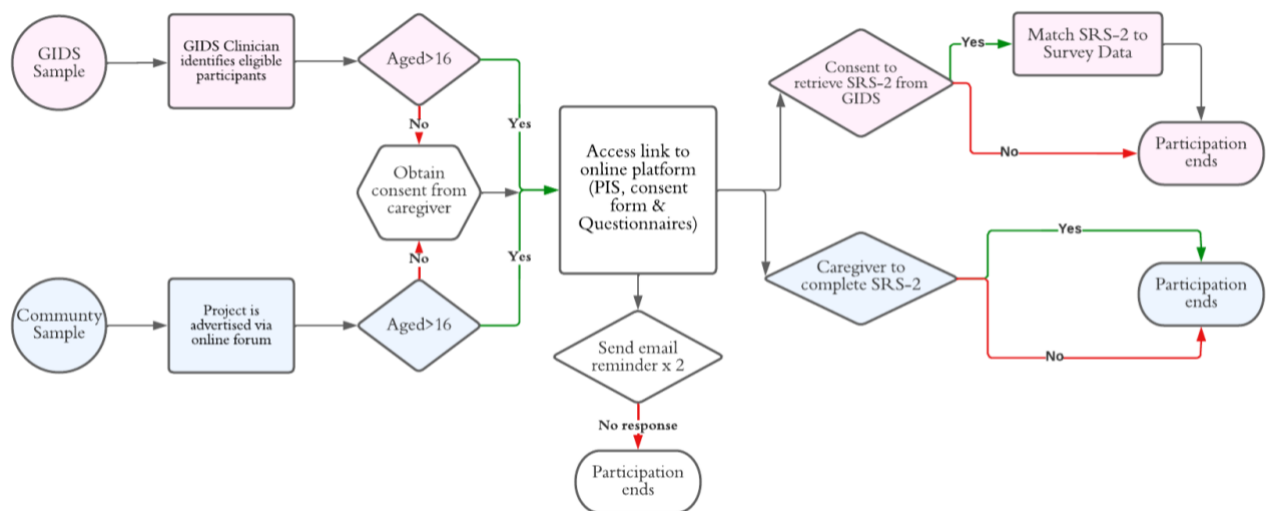 GIDS
Sample
GIDS Clinician
identifies eligible
participants
Aged>16
No
Yes
Obtain
consent from
caregiver
No
Yes
Communty
Sample
Project is
advertised via
online forum
Aged>16
Access link to
online platform
(PIS, consent
form &
Questionnaires)
Send email
reminder x 2
No response
Participation
ends
Consent to
retrieve SRS-2 from
GIDS
Yes
Match SRS-2 to
Survey Data
No
Participation
ends
Caregiver to
complete SRS-2
Yes
No
Participation
ends